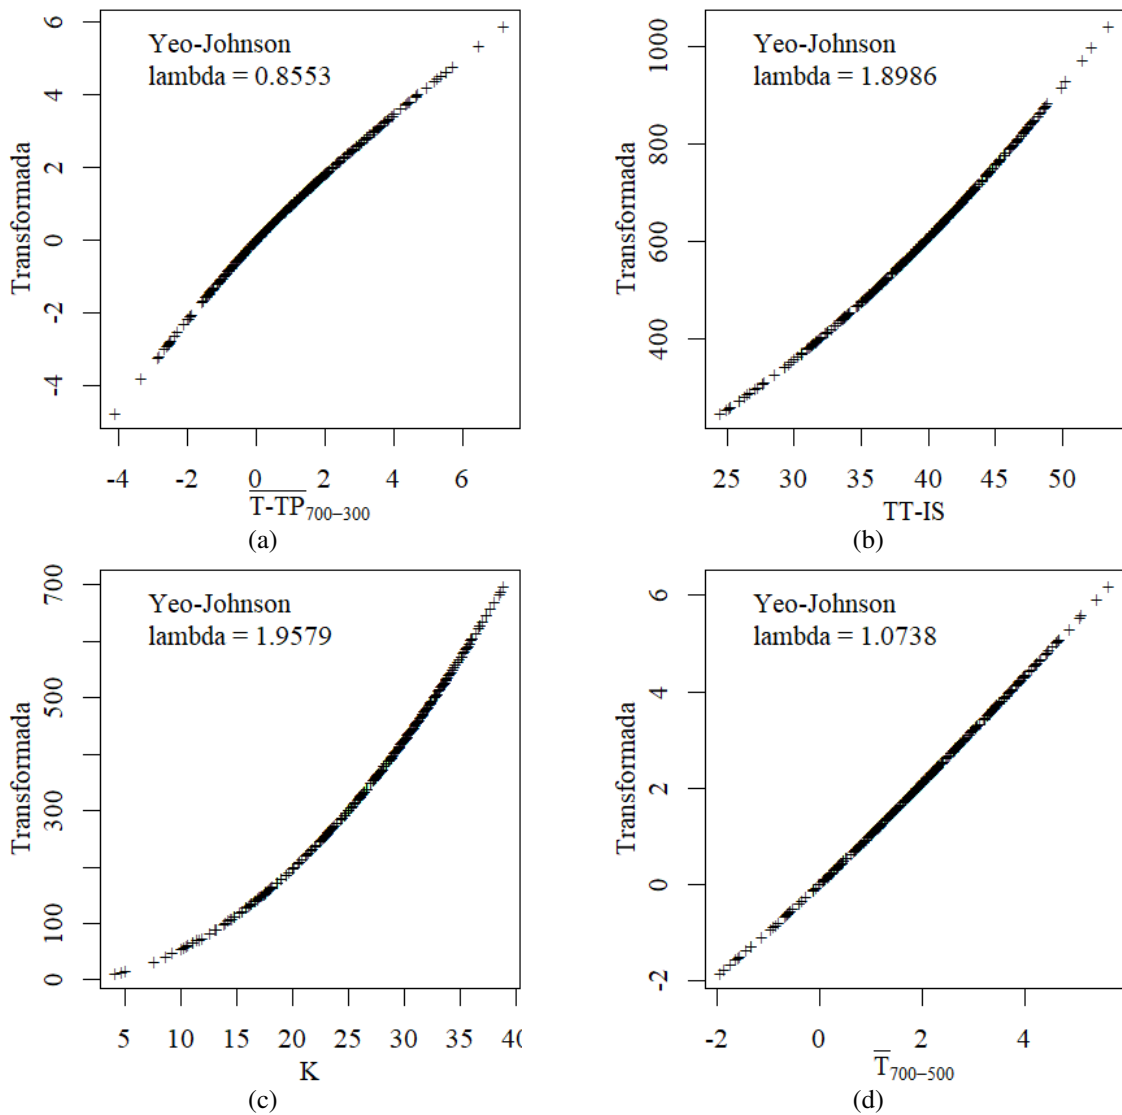 Yeo-Johnson
lambda = 0.8553
Transformada
-4 -2 0 2 4 6
-4 -2 0 2 4 6
T-TP700–300
(a)
Yeo-Johnson
lambda = 1.8986
Transformada
400 600 800 1000
25 30 35 40 45 50
TT-IS
(b)
Yeo-Johnson
lambda = 1.9579
Transformada
0 100 300 500 700
5 10 15 20 25 30 35 40
K
(c)
Yeo-Johnson
lambda = 1.0738
Transformada
-2 0 2 4 6
-2 0 2 4
T700–500
(d)